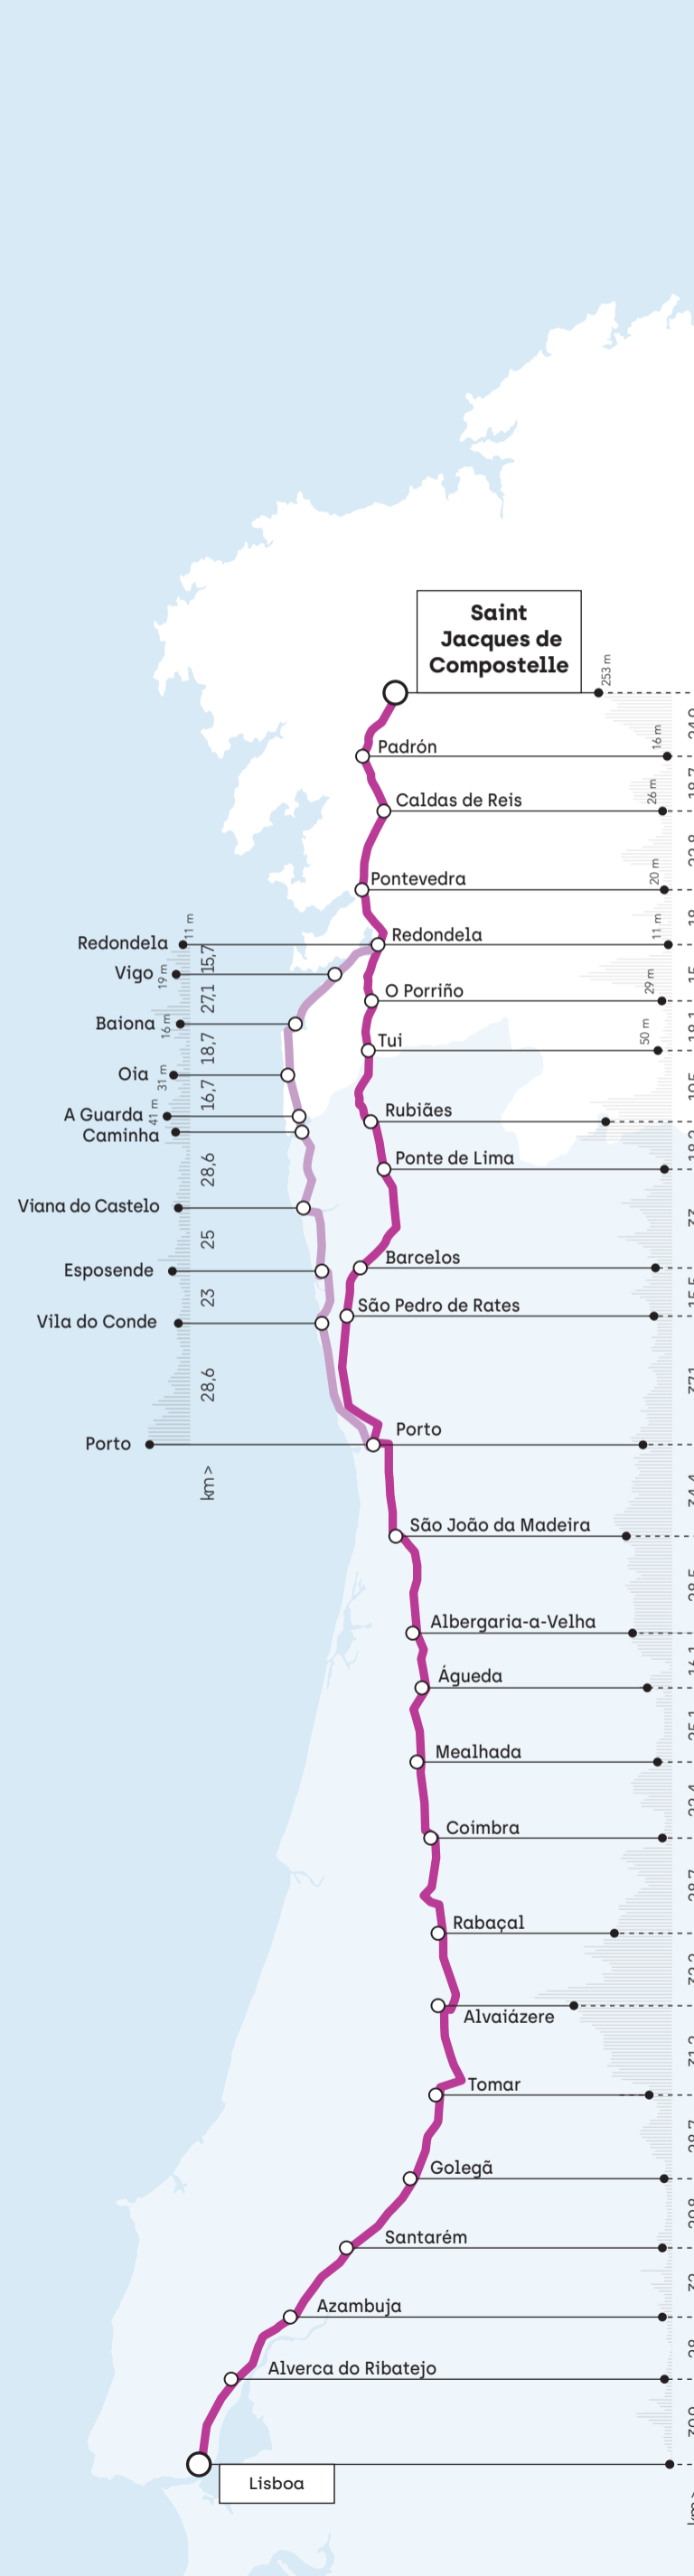 Saint
Jacques de
Compostelle
253 m
Padrón
16 m
Caldas de Reis
26 m
Pontevedra
20 m
Redondela
11 m
15,7
Redondela
11 m
Vigo
19 m
27,1
O Porriño
29 m
15
Baiona
16 m
18,7
Tui
50 m
Oia
31 m
16,7
A Guarda
41 m
Rubiães
Caminha
28,6
Ponte de Lima
Viana do Castelo
25
Barcelos
Esposende
23
São Pedro de Rates
Vila do Conde
28,6
Porto
Porto
km >
São João da Madeira
Albergaria-a-Velha
Águeda
Mealhada
Coímbra
Rabaçal
Alvaiázere
Tomar
Golegã
Santarém
Azambuja
Alverca do Ribatejo
Lisboa